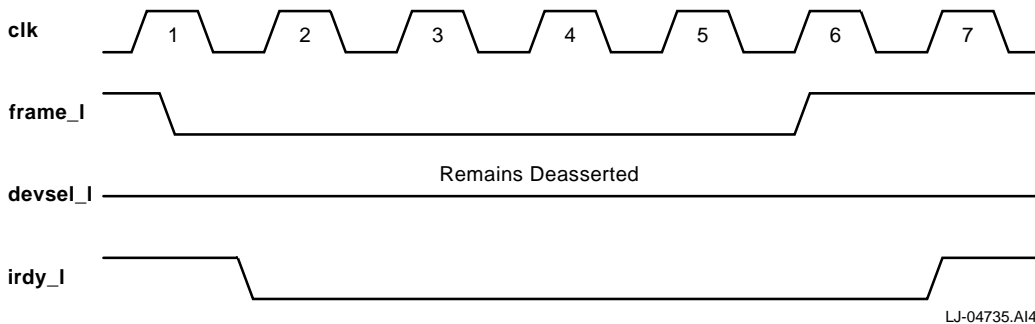 clk
1 2 3 4 5 6 7
frame_l
Remains Deasserted
devsel_l
irdy_l
LJ-04735.AI4